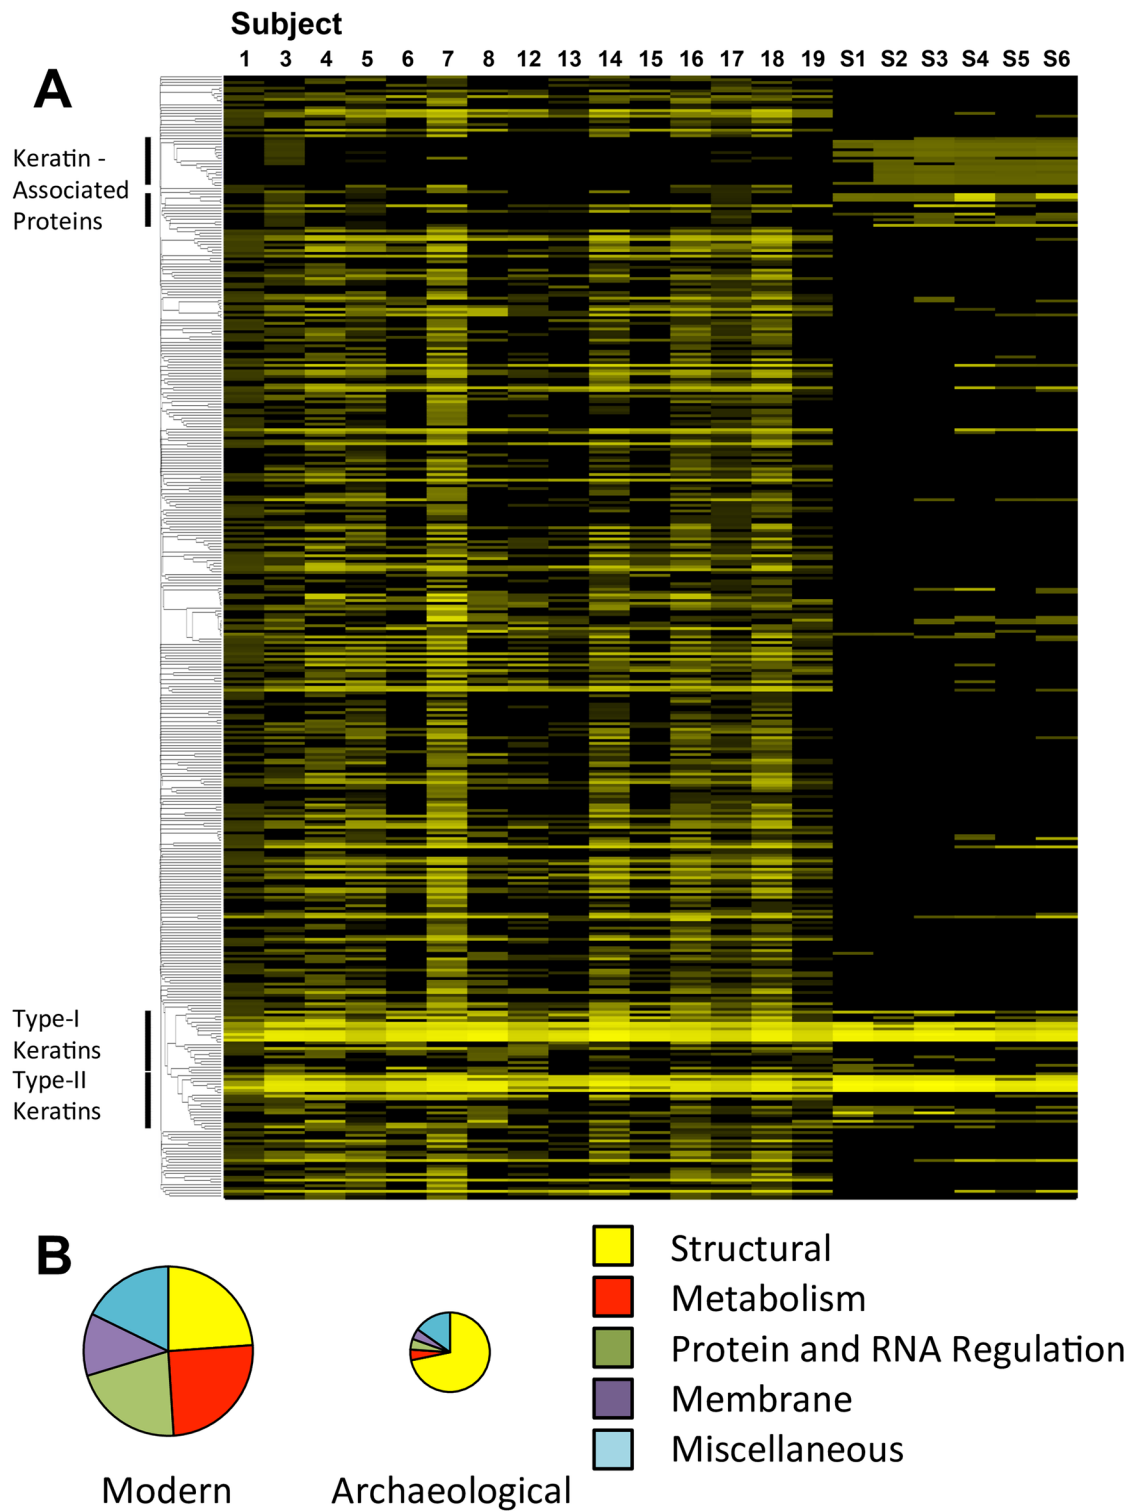 Subject
1 3 4 5 6 7 8 12 13 14 15 16 17 18 19 S1 S2 S3 S4 S5 S6
A
Keratin -
Associated
Proteins
Type-I
Keratins
Type-II
Keratins
B
Structural
Metabolism
Protein and RNA Regulation
Membrane
Miscellaneous
Modern
Archaeological